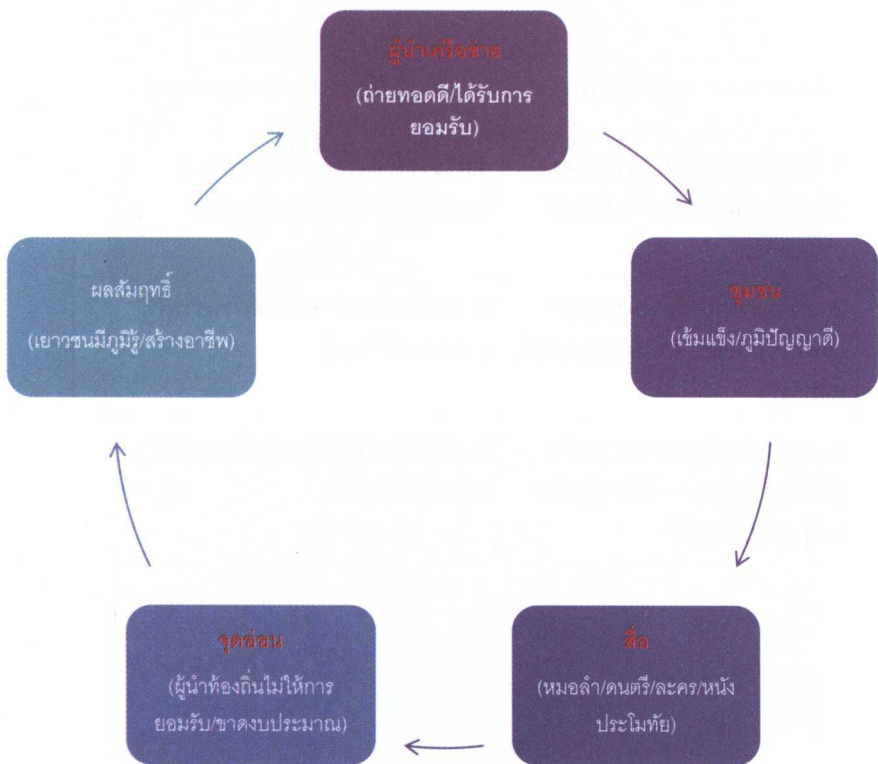 ผู้นำเครือข่าย
(ถ่ายทอดดี/ได้รับการ
ยอมรับ)
ชุมชน
(เข้มแข็ง/ภูมิปัญญาดี)
สื่อ
(หมอลำ/ดนตรี/ละคร/หนัง
ประโมทัย)
จุดอ่อน
(ผู้นำท้องถิ่นไม่ให้การ
ยอมรับ/ขาดงบประมาณ)
ผลสัมฤทธิ์
(เยาวชนมีภูมิรู้/สร้างอาชีพ)